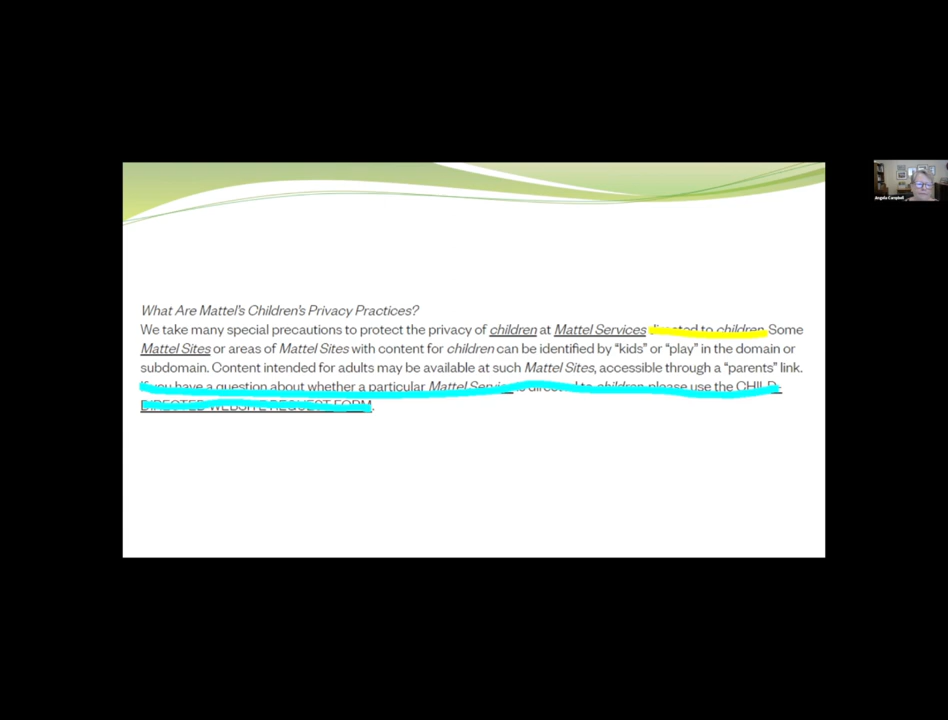 What Are Mattel's Children's Privacy Practices?
We take many special precautions to protect the privacy of children at Mattel Services directed to children. Some
Mattel Sites or areas of Mattel Sites with content for children can be identified by "kids" or "play" in the domain or
subdomain. Content intended for adults may be available at such Mattel Sites, accessible through a "parents" link.
If you have a question about whether a particular Mattel Service is directed to children please use the CHILD-
DIRECTED WEBSITE REQUEST FORM.
Angela Campbell